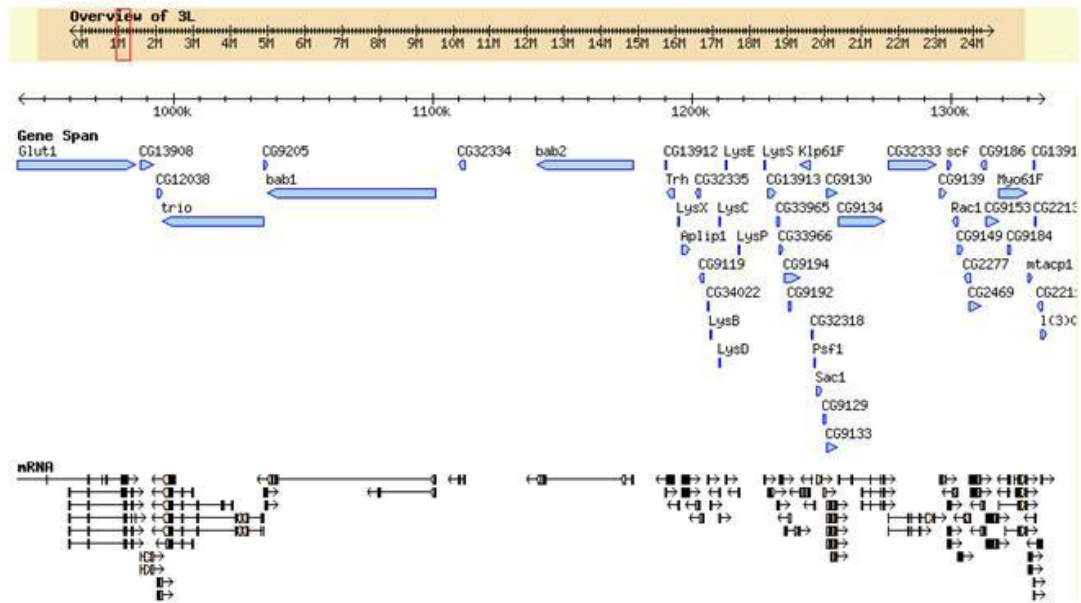 Overview of 3L
0M 1M 2M 3M 4M 5M 6M 7M 8M 9M 10M 11M 12M 13M 14M 15M 16M 17M 18M 19M 20M 21M 22M 23M 24M
1000k 1100k 1200k 1300k
Gene Span
Glut1 CG13908 CG9205 CG32334 bab2 CG13912 LysE LysS Klp61F CG32333 scf CG9186 CG1391
CG12038 bab1 Trh CG32335 CG13913 CG9130 CG9139 Myo61F
trio LysX LysC CG33965 CG9134 Rac1 CG9153 CG2213
Aplip1 LysP CG33966 CG9149 CG9184
CG9119 CG9194 CG2277 mtacp1
CG34022 CG9192 CG2469 CG221
LysB CG32318 l(3)
LysD Psf1
Sac1
CG9129
CG9133
mRNA